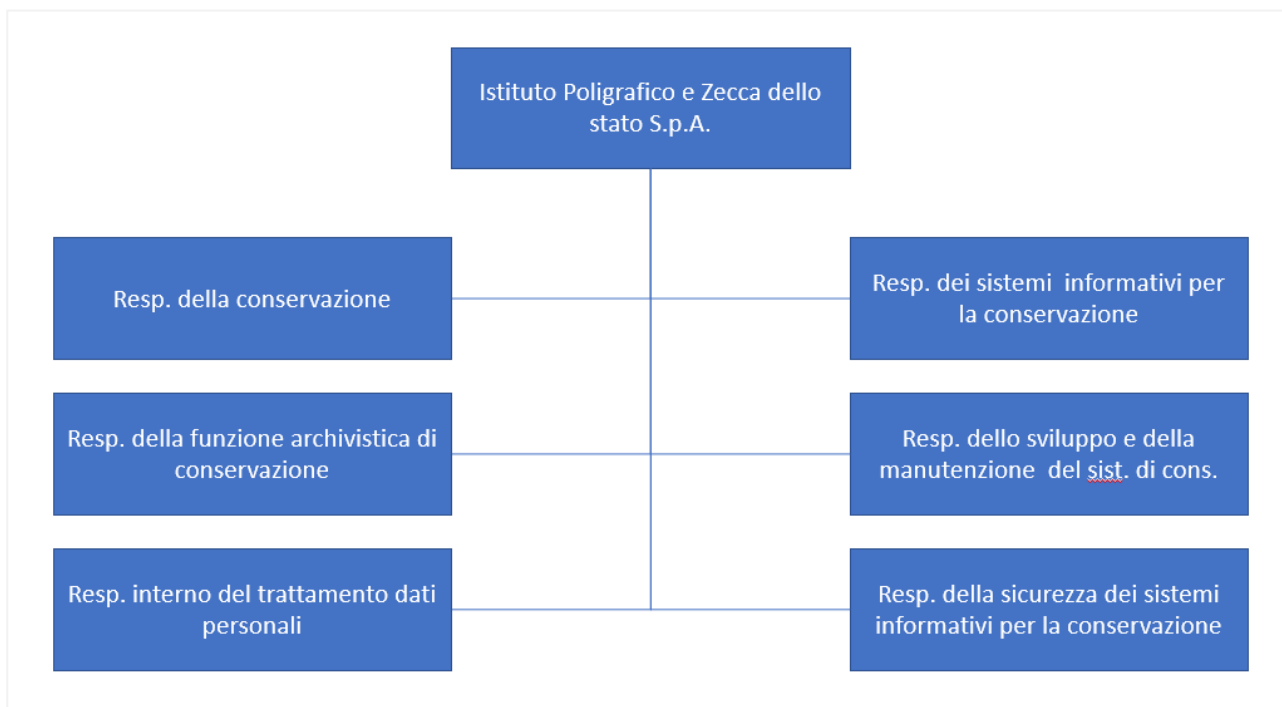 Istituto Poligrafico e Zecca dello
stato S.p.A.
Resp. della conservazione
Resp. dei sistemi  informativi per
la conservazione
Resp. della funzione archivistica di
conservazione
Resp. dello sviluppo e della
manutenzione  del sist. di cons.
Resp. interno del trattamento dati
personali
Resp. della sicurezza dei sistemi
informativi per la conservazione